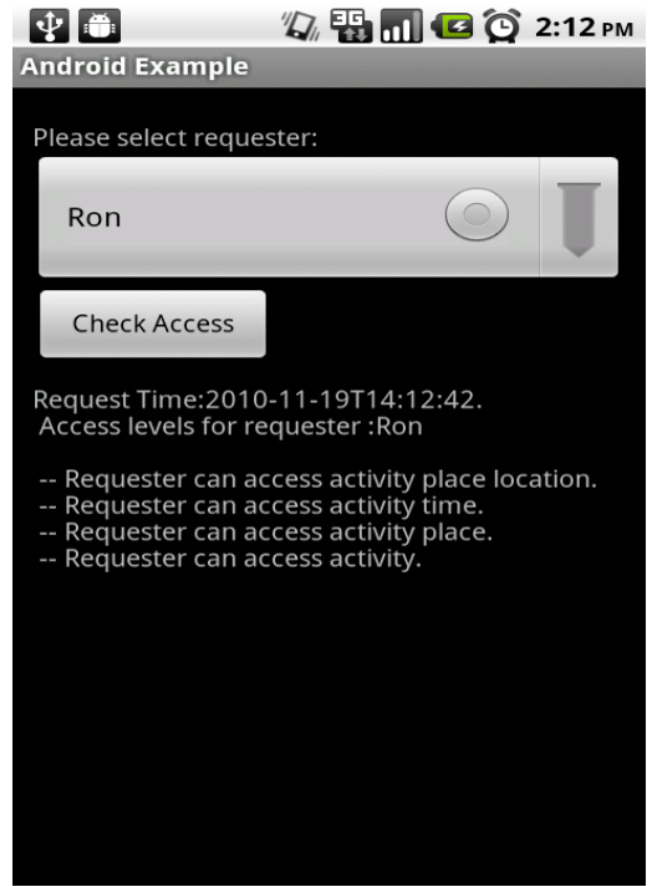 3G
2:12 PM
Android Example
Please select requester:
Ron
Check Access
Request Time:2010-11-19T14:12:42.
Access levels for requester :Ron
-- Requester can access activity place location.
-- Requester can access activity time.
-- Requester can access activity place.
-- Requester can access activity.